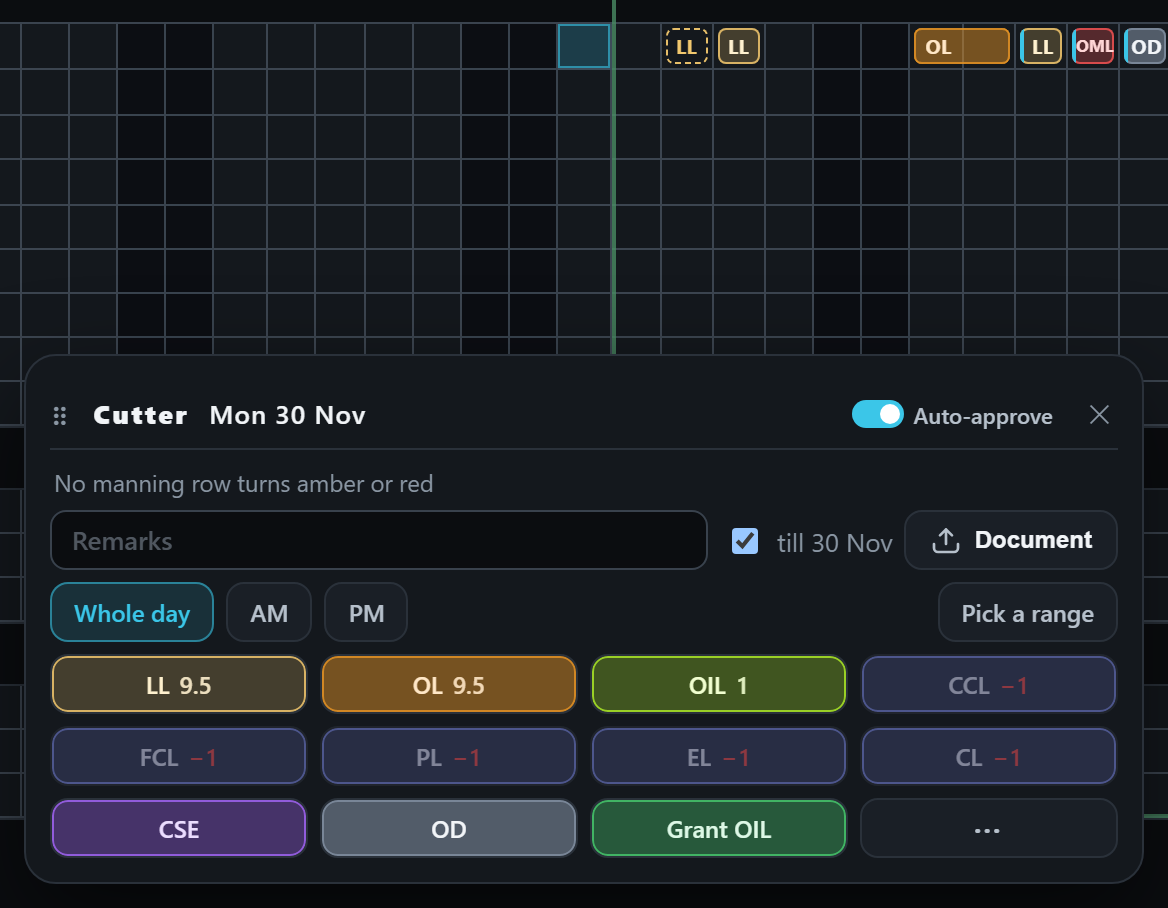 LL LL OL LL OML OD
Cutter Mon 30 Nov Auto-approve
No manning row turns amber or red
Remarks till 30 Nov Document
Whole day AM PM Pick a range
LL 9.5 OL 9.5 OIL 1 CCL −1
FCL −1 PL −1 EL −1 CL −1
CSE OD Grant OIL ...